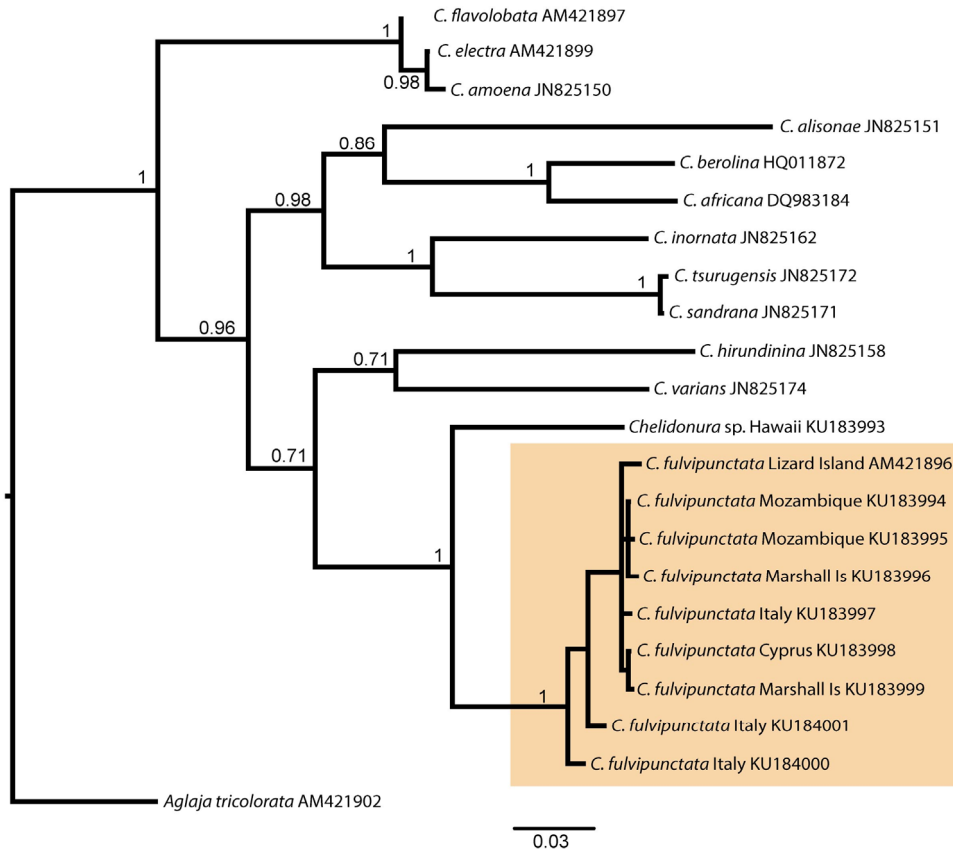 C. flavolobata AM421897
1
C. electra AM421899
0.98
C. amoena JN825150
C. alisonae JN825151
0.86
C. berolina HQ011872
1
1
C. africana DQ983184
0.98
C. inornata JN825162
1
C. tsurugensis JN825172
1
C. sandrana JN825171
0.96
C. hirundinina JN825158
0.71
C. varians JN825174
Chelidonura sp. Hawaii KU183993
0.71
C. fulvipunctata Lizard Island AM421896
C. fulvipunctata Mozambique KU183994
C. fulvipunctata Mozambique KU183995
1
C. fulvipunctata Marshall Is KU183996
C. fulvipunctata Italy KU183997
C. fulvipunctata Cyprus KU183998
C. fulvipunctata Marshall Is KU183999
1
C. fulvipunctata Italy KU184001
C. fulvipunctata Italy KU184000
Aglaja tricolorata AM421902
0.03